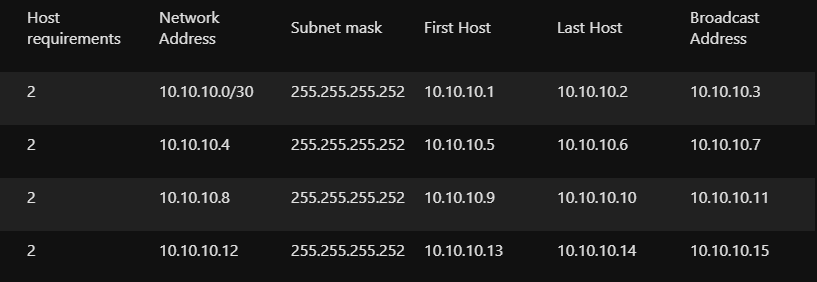 Host requirements Network Address Subnet mask First Host Last Host Broadcast Address
2 10.10.10.0/30 255.255.255.252 10.10.10.1 10.10.10.2 10.10.10.3
2 10.10.10.4 255.255.255.252 10.10.10.5 10.10.10.6 10.10.10.7
2 10.10.10.8 255.255.255.252 10.10.10.9 10.10.10.10 10.10.10.11
2 10.10.10.12 255.255.255.252 10.10.10.13 10.10.10.14 10.10.10.15